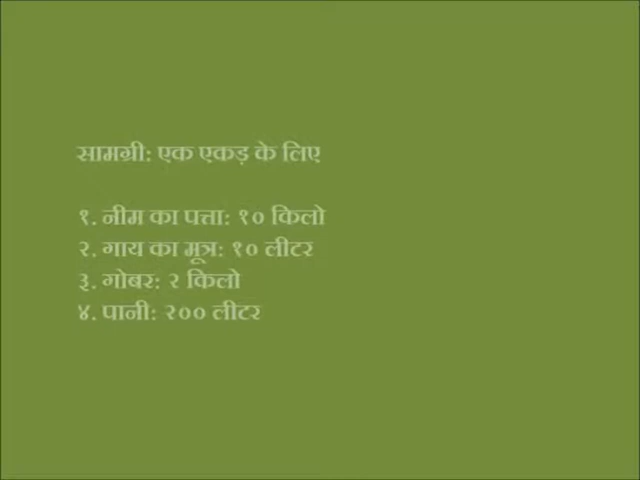 सामग्री: एक एकड़ के लिए
१. नीम का पत्ता: १० किलो
२. गाय का मूत्र: १० लीटर
३. गोबर: २ किलो
४. पानी: २०० लीटर